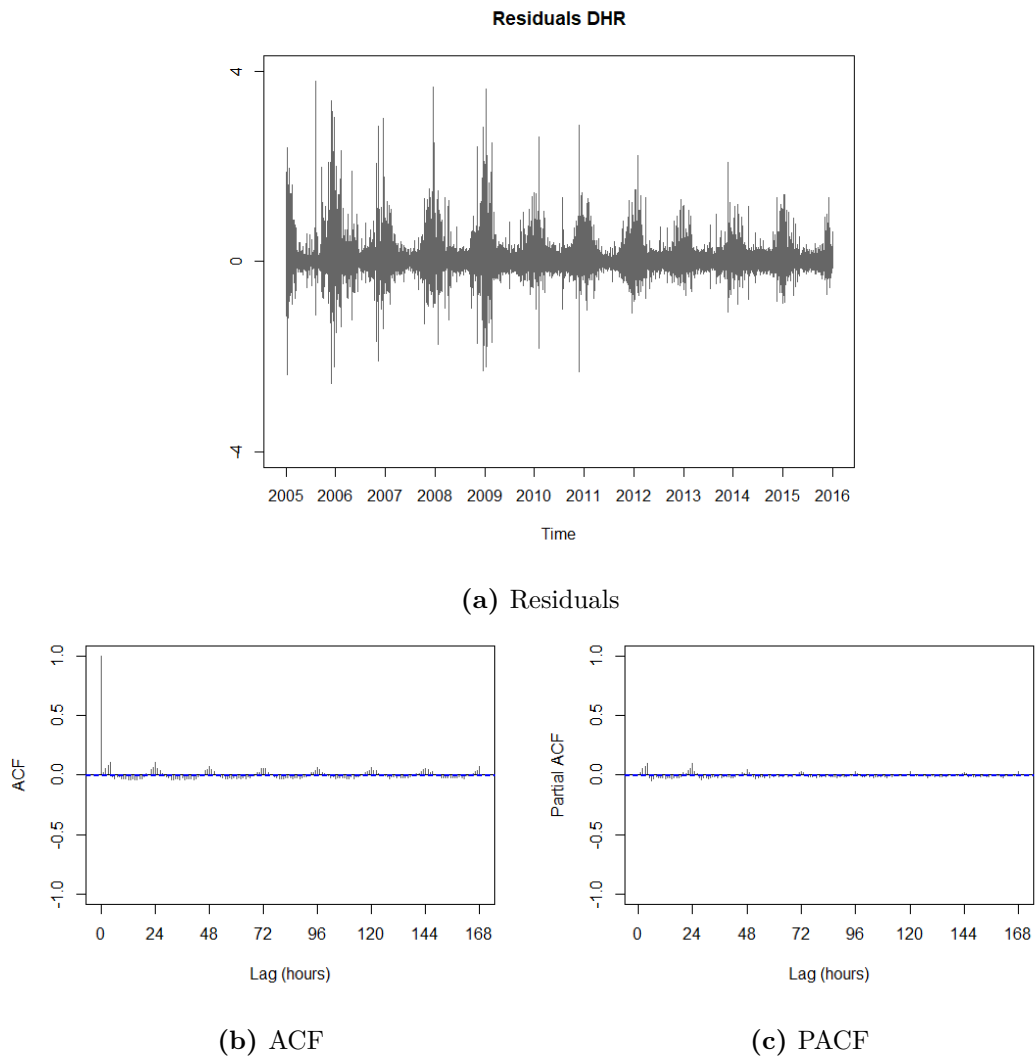 Residuals DHR
4
0
-4
2005 2006 2007 2008 2009 2010 2011 2012 2013 2014 2015 2016
Time
(a) Residuals
1.0
0.5
0.0
-0.5
-1.0
ACF
0 24 48 72 96 120 144 168
Lag (hours)
(b) ACF
1.0
0.5
0.0
-0.5
-1.0
Partial ACF
0 24 48 72 96 120 144 168
Lag (hours)
(c) PACF